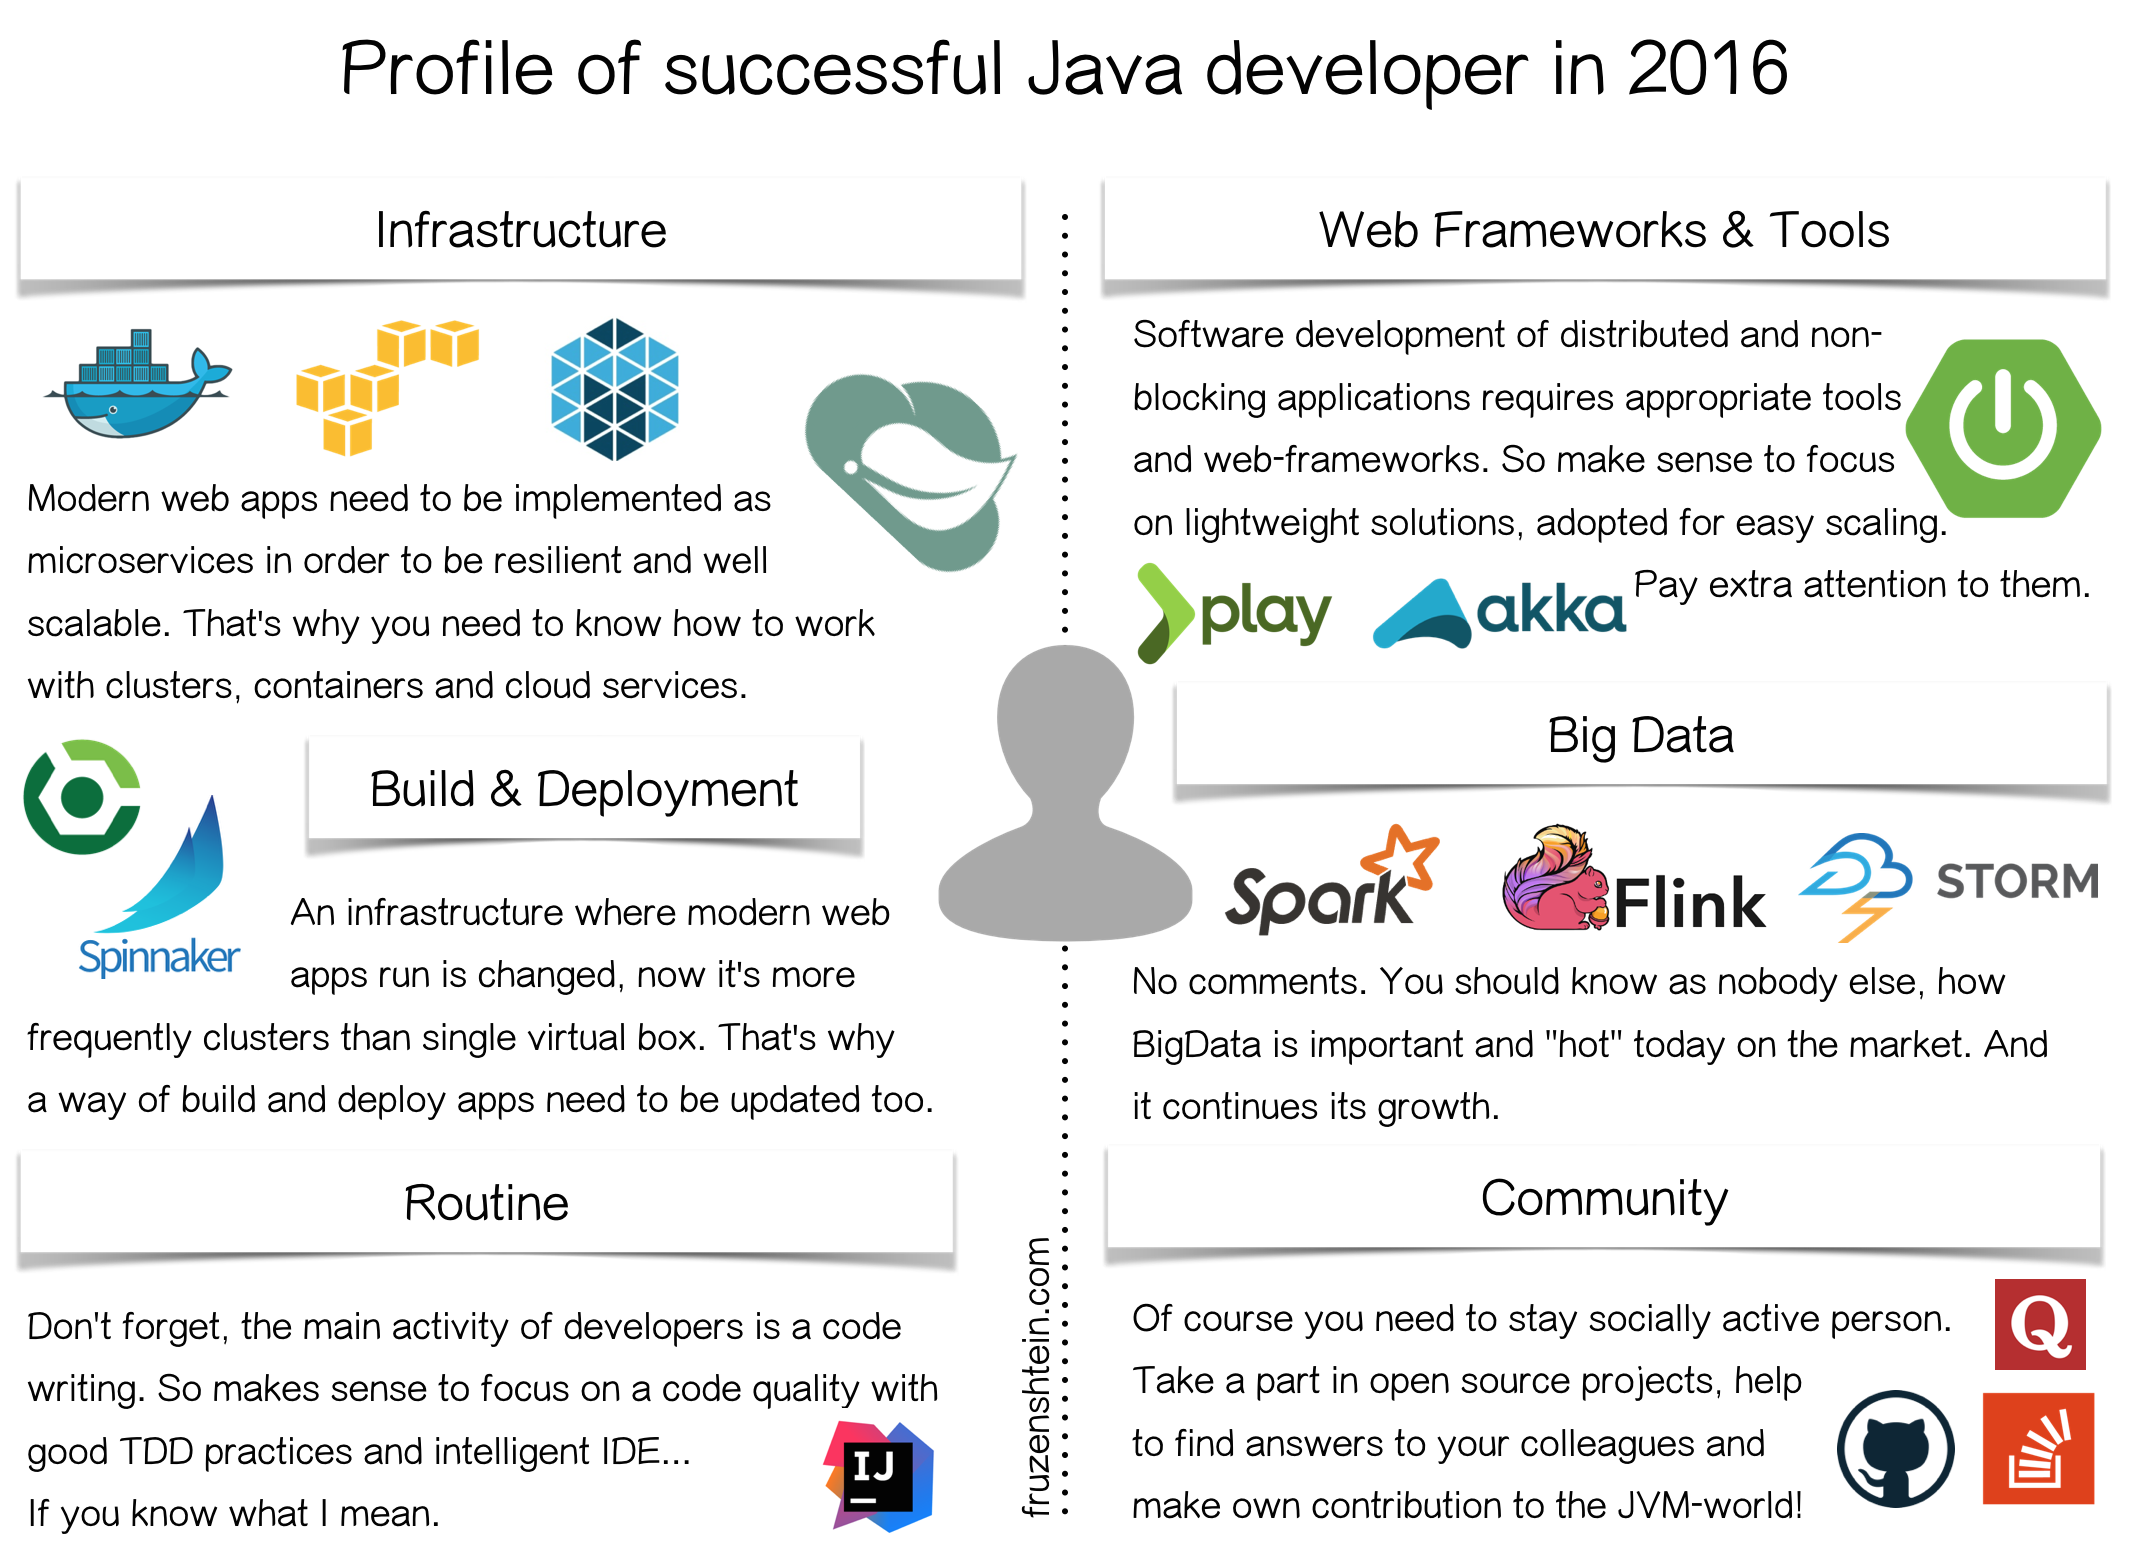 Profile of successful Java developer in 2016
Infrastructure
Modern web apps need to be implemented as
microservices in order to be resilient and well
scalable. That's why you need to know how to work
with clusters, containers and cloud services.
Build & Deployment
Spinnaker
An infrastructure where modern web
apps run is changed, now it's more
frequently clusters than single virtual box. That's why
a way of build and deploy apps need to be updated too.
Routine
Don't forget, the main activity of developers is a code
writing. So makes sense to focus on a code quality with
good TDD practices and intelligent IDE...
If you know what I mean.
IJ
fruzenshtein.com
Web Frameworks & Tools
Software development of distributed and non-
blocking applications requires appropriate tools
and web-frameworks. So make sense to focus
on lightweight solutions, adopted for easy scaling.
Pay extra attention to them.
play
akka
Big Data
Spark
Flink
STORM
No comments. You should know as nobody else, how
BigData is important and "hot" today on the market. And
it continues its growth.
Community
Of course you need to stay socially active person.
Take a part in open source projects, help
to find answers to your colleagues and
make own contribution to the JVM-world!
Q